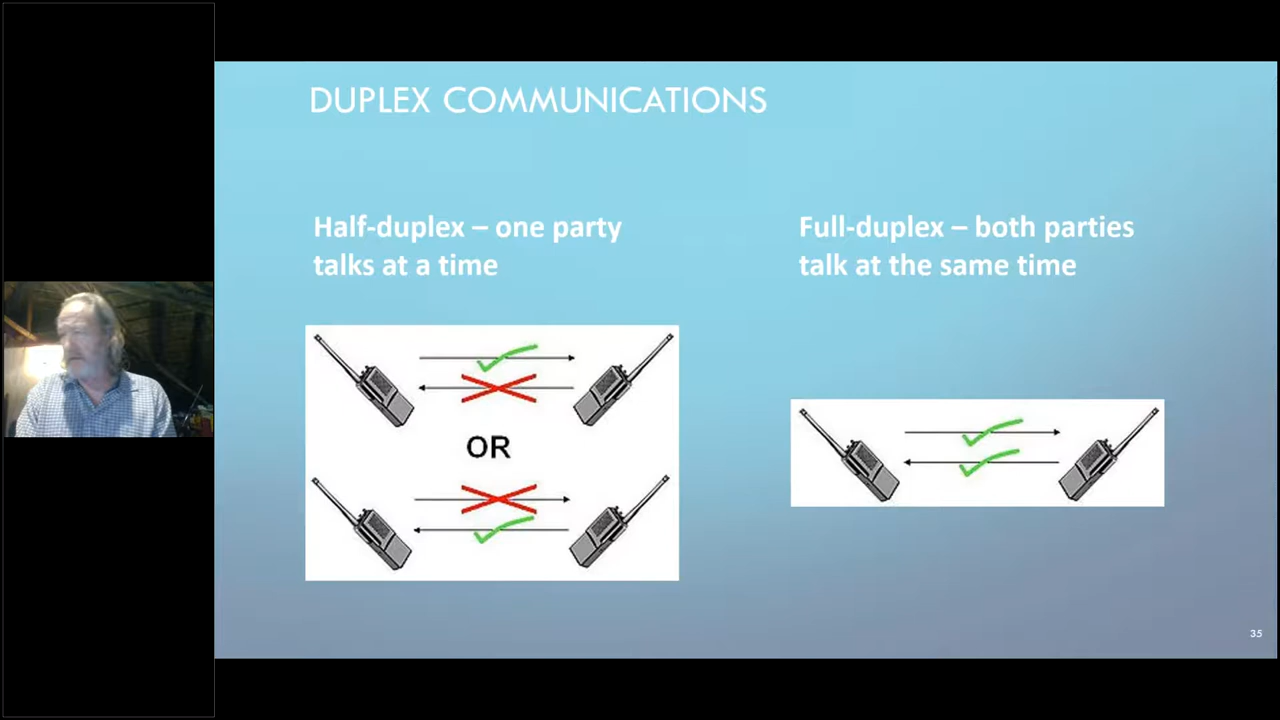 DUPLEX COMMUNICATIONS
Half-duplex – one party
talks at a time
OR
Full-duplex – both parties
talk at the same time
35